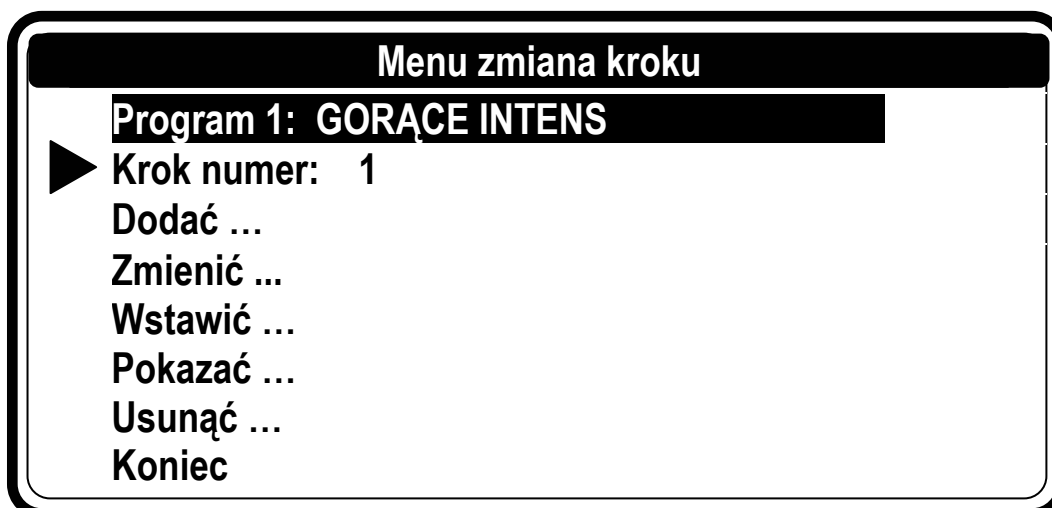 Menu zmiana kroku
Program 1: GORĄCE INTENS
Krok numer: 1
Dodać …
Zmienić ...
Wstawić …
Pokazać …
Usunąć …
Koniec